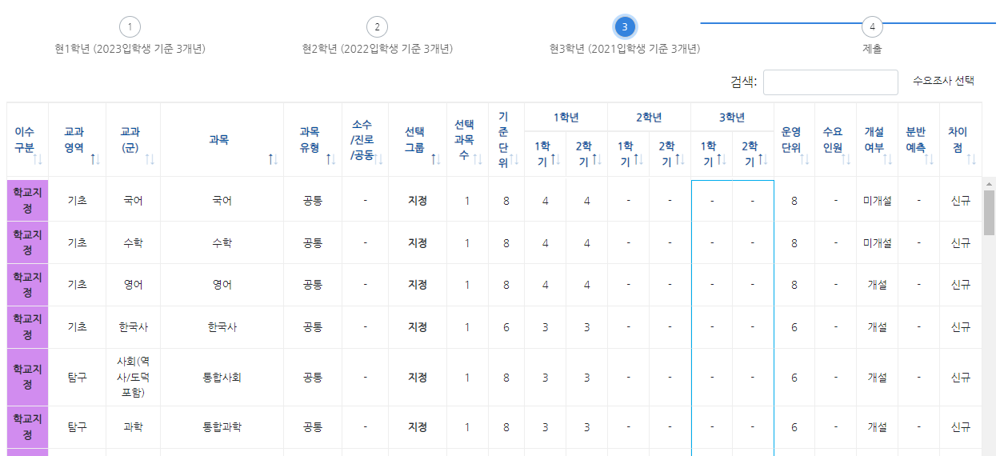 1 2 3 4
현1학년 (2023입학생 기준 3개년) 현2학년 (2022입학생 기준 3개년) 현3학년 (2021입학생 기준 3개년) 제출
검색: 수요조사 선택
이수 구분 교과 영역 교과 (군) 과목 과목 유형 소수 /진로 /공동 선택 그룹 선택 과목 수 기 준 단 위 1학년 2학년 3학년 운영 단위 수요 인원 개설 여부 분반 예측 차이 점
1학 기 2학 기 1학 기 2학 기 1학 기 2학 기
학교지정 기초 국어 국어 공통 - 지정 1 8 4 4 - - - - 8 - 미개설 - 신규
학교지정 기초 수학 수학 공통 - 지정 1 8 4 4 - - - - 8 - 미개설 - 신규
학교지정 기초 영어 영어 공통 - 지정 1 8 4 4 - - - - 8 - 개설 - 신규
학교지정 기초 한국사 한국사 공통 - 지정 1 6 3 3 - - - - 6 - 개설 - 신규
학교지정 탐구 사회(역사/도덕포함) 통합사회 공통 - 지정 1 8 3 3 - - - - 6 - 개설 - 신규
학교지정 탐구 과학 통합과학 공통 - 지정 1 8 3 3 - - - - 6 - 개설 - 신규